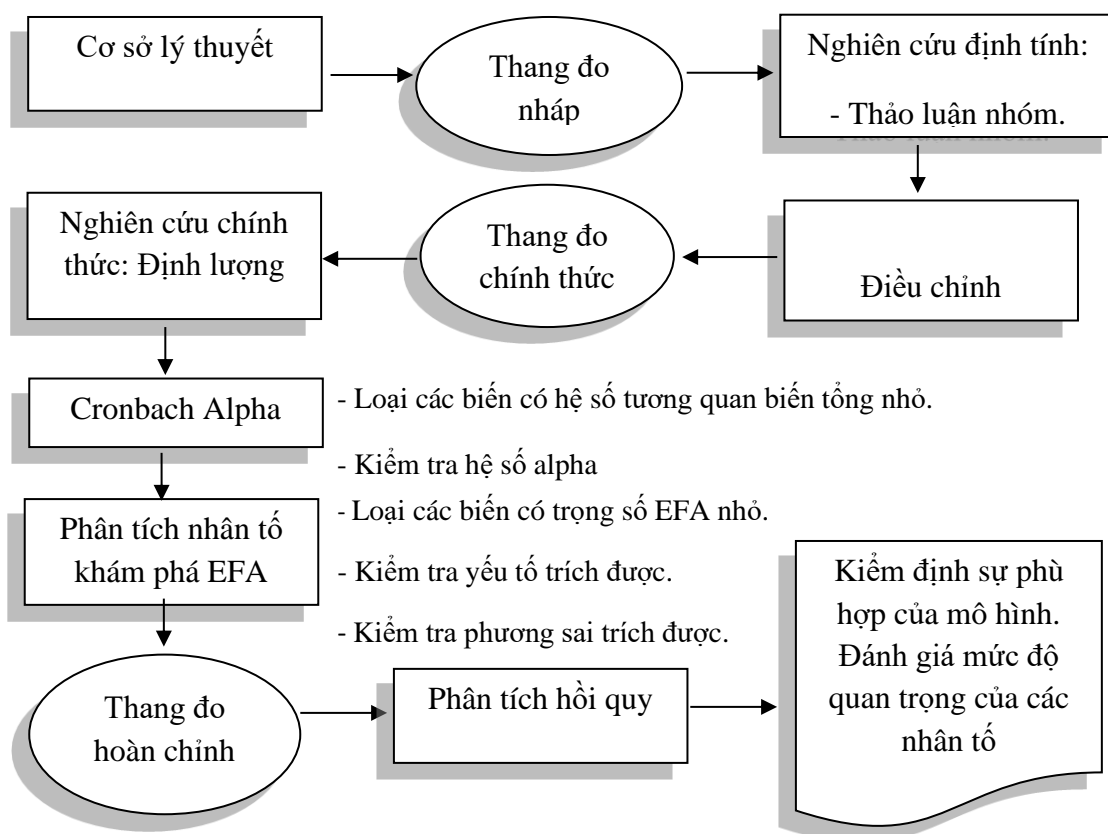 Cơ sở lý thuyết
Thang đo
nháp
Nghiên cứu định tính:
- Thảo luận nhóm.
Nghiên cứu chính
thức: Định lượng
Thang đo
chính thức
Điều chỉnh
Cronbach Alpha
- Loại các biến có hệ số tương quan biến tổng nhỏ.
- Kiểm tra hệ số alpha
Phân tích nhân tố
khám phá EFA
- Loại các biến có trọng số EFA nhỏ.
- Kiểm tra yếu tố trích được.
- Kiểm tra phương sai trích được.
Thang đo
hoàn chỉnh
Phân tích hồi quy
Kiểm định sự phù
hợp của mô hình.
Đánh giá mức độ
quan trọng của các
nhân tố